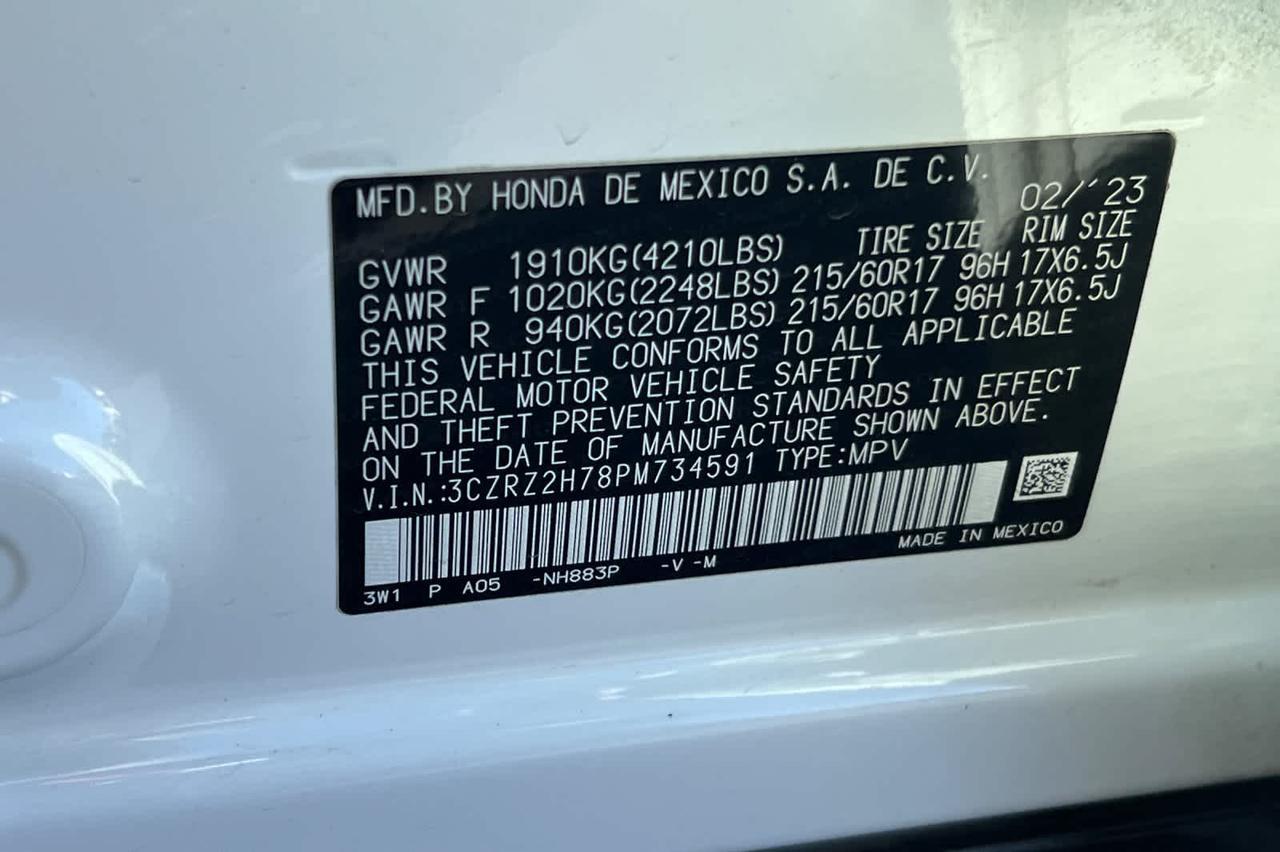 MFD.BY HONDA DE MEXICO S.A. DE C.V. 02/'23
TIRE SIZE RIM SIZE
GVWR 1910KG(4210LBS)
GAWR F 1020KG(2248LBS) 215/60R17 96H 17X6.5J
GAWR R 940KG(2072LBS) 215/60R17 96H 17X6.5J
THIS VEHICLE CONFORMS TO ALL APPLICABLE
FEDERAL MOTOR VEHICLE SAFETY
AND THEFT PREVENTION STANDARDS IN EFFECT
ON THE DATE OF MANUFACTURE SHOWN ABOVE.
V.I.N.:3CZRZ2H78PM734591 TYPE:MPV
MADE IN MEXICO
3W1 P A05 -NH883P -V -M